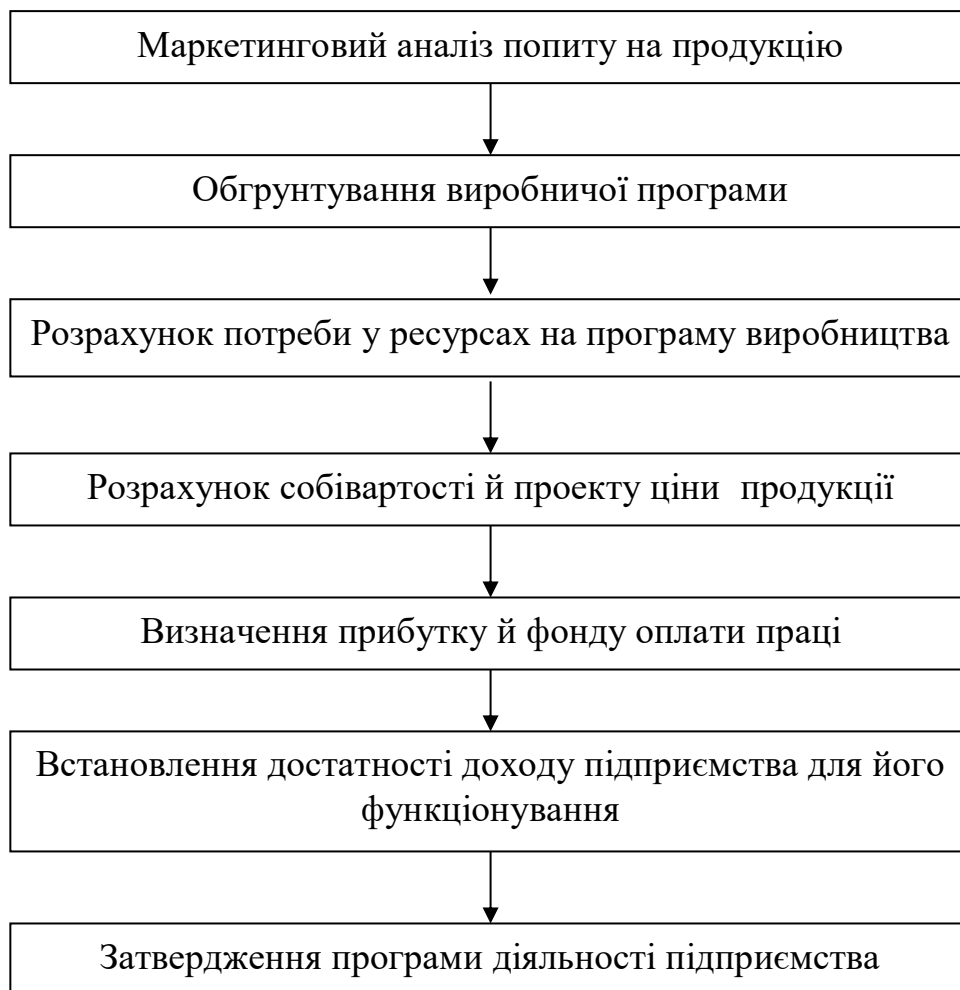 Маркетинговий аналіз попиту на продукцію
Обгрунтування виробничої програми
Розрахунок потреби у ресурсах на програму виробництва
Розрахунок собівартості й проекту ціни  продукції
Визначення прибутку й фонду оплати праці
Встановлення достатності доходу підприємства для його
функціонування
Затвердження програми діяльності підприємства